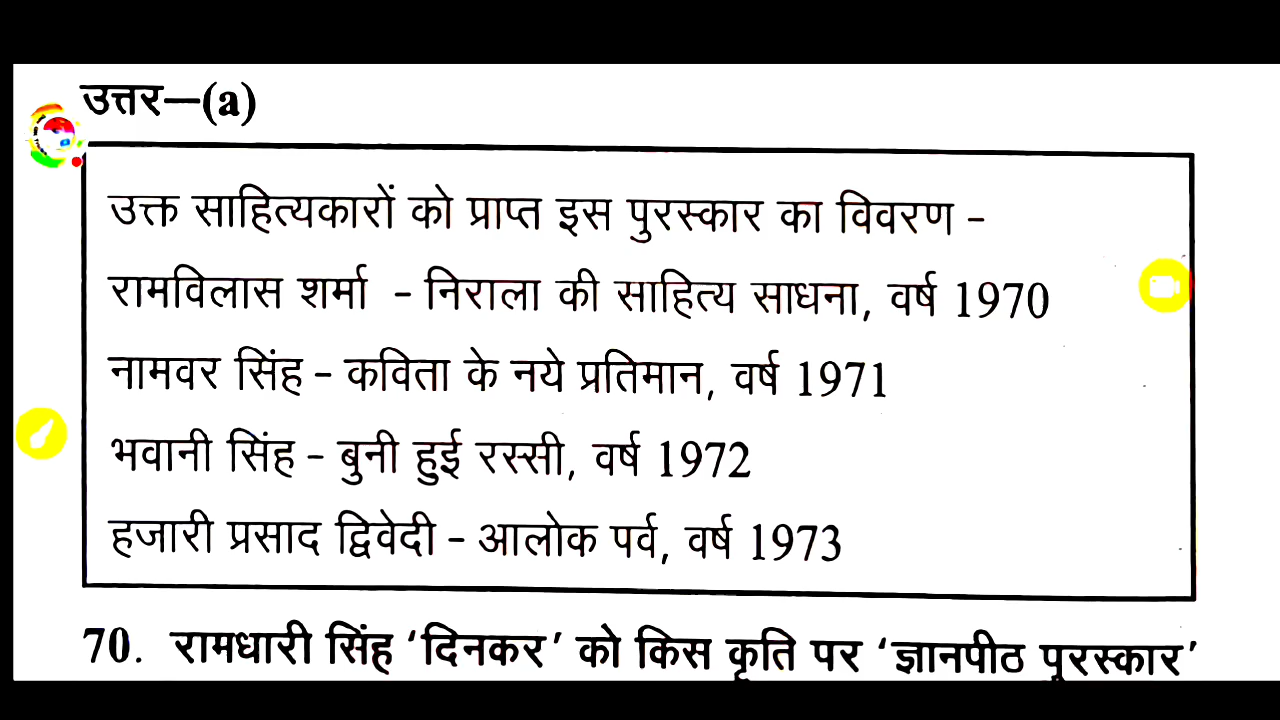 उत्तर—(a)
उक्त साहित्यकारों को प्राप्त इस पुरस्कार का विवरण –
रामविलास शर्मा – निराला की साहित्य साधना, वर्ष 1970
नामवर सिंह – कविता के नये प्रतिमान, वर्ष 1971
भवानी सिंह – बुनी हुई रस्सी, वर्ष 1972
हजारी प्रसाद द्विवेदी – आलोक पर्व, वर्ष 1973
70. रामधारी सिंह ‘दिनकर’ को किस कृति पर ‘ज्ञानपीठ पुरस्कार’